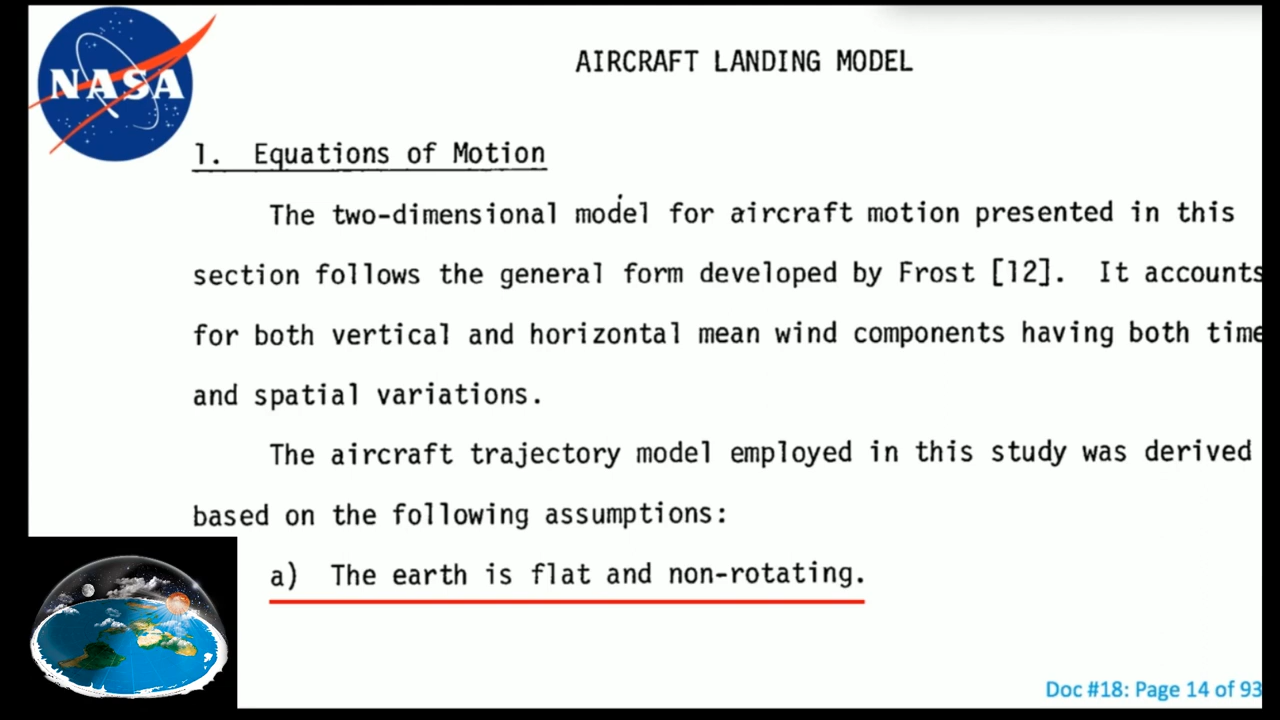 NASA
AIRCRAFT LANDING MODEL
1. Equations of Motion
The two-dimensional model for aircraft motion presented in this
section follows the general form developed by Frost [12]. It accounts
for both vertical and horizontal mean wind components having both time
and spatial variations.
The aircraft trajectory model employed in this study was derived
based on the following assumptions:
a) The earth is flat and non-rotating.
Doc #18: Page 14 of 93